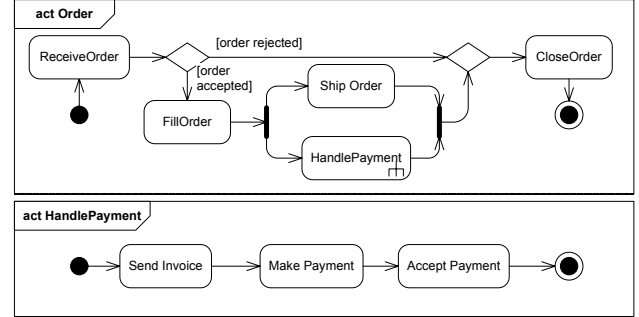 act Order
ReceiveOrder
[order rejected]
CloseOrder
[order
accepted]
Ship Order
FillOrder
HandlePayment
act HandlePayment
Send Invoice
Make Payment
Accept Payment